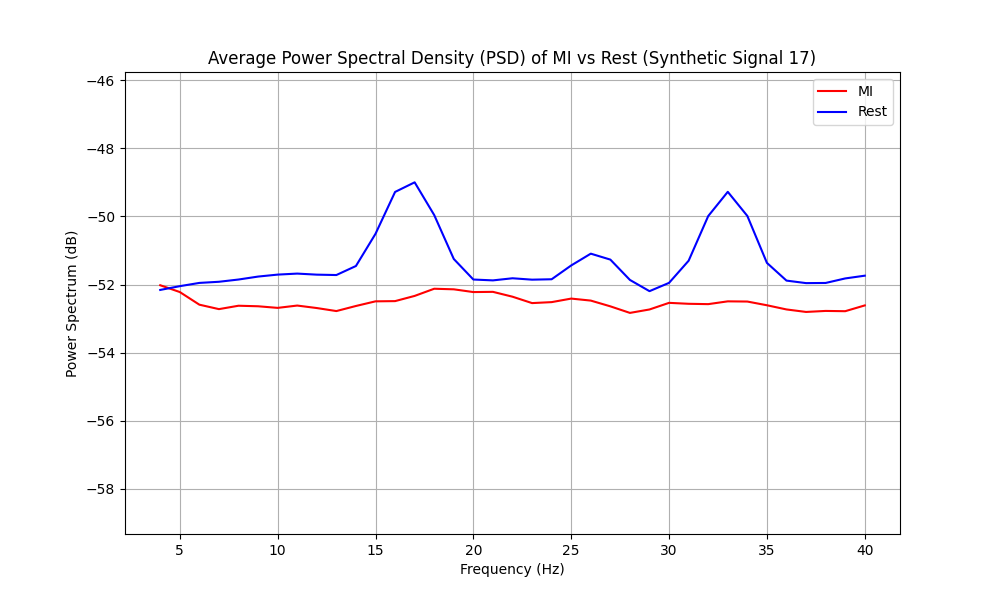 Average Power Spectral Density (PSD) of MI vs Rest (Synthetic Signal 17)
MI
Rest
Power Spectrum (dB)
−46
−48
−50
−52
−54
−56
−58
5 10 15 20 25 30 35 40
Frequency (Hz)